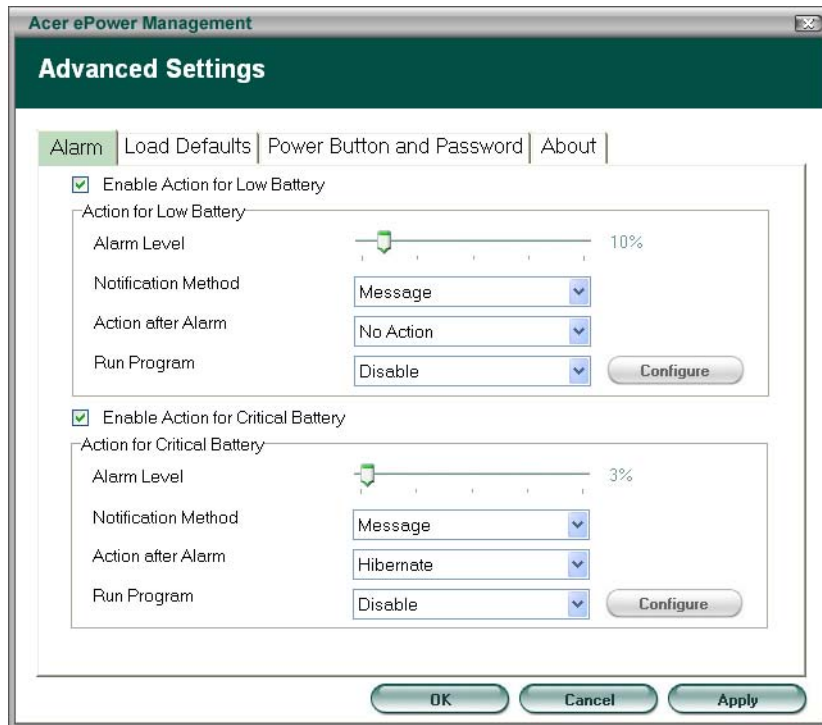 Acer ePower Management
Advanced Settings
Alarm Load Defaults Power Button and Password About
Enable Action for Low Battery
Action for Low Battery
Alarm Level 10%
Notification Method Message
Action after Alarm No Action
Run Program Disable Configure
Enable Action for Critical Battery
Action for Critical Battery
Alarm Level 3%
Notification Method Message
Action after Alarm Hibernate
Run Program Disable Configure
OK Cancel Apply